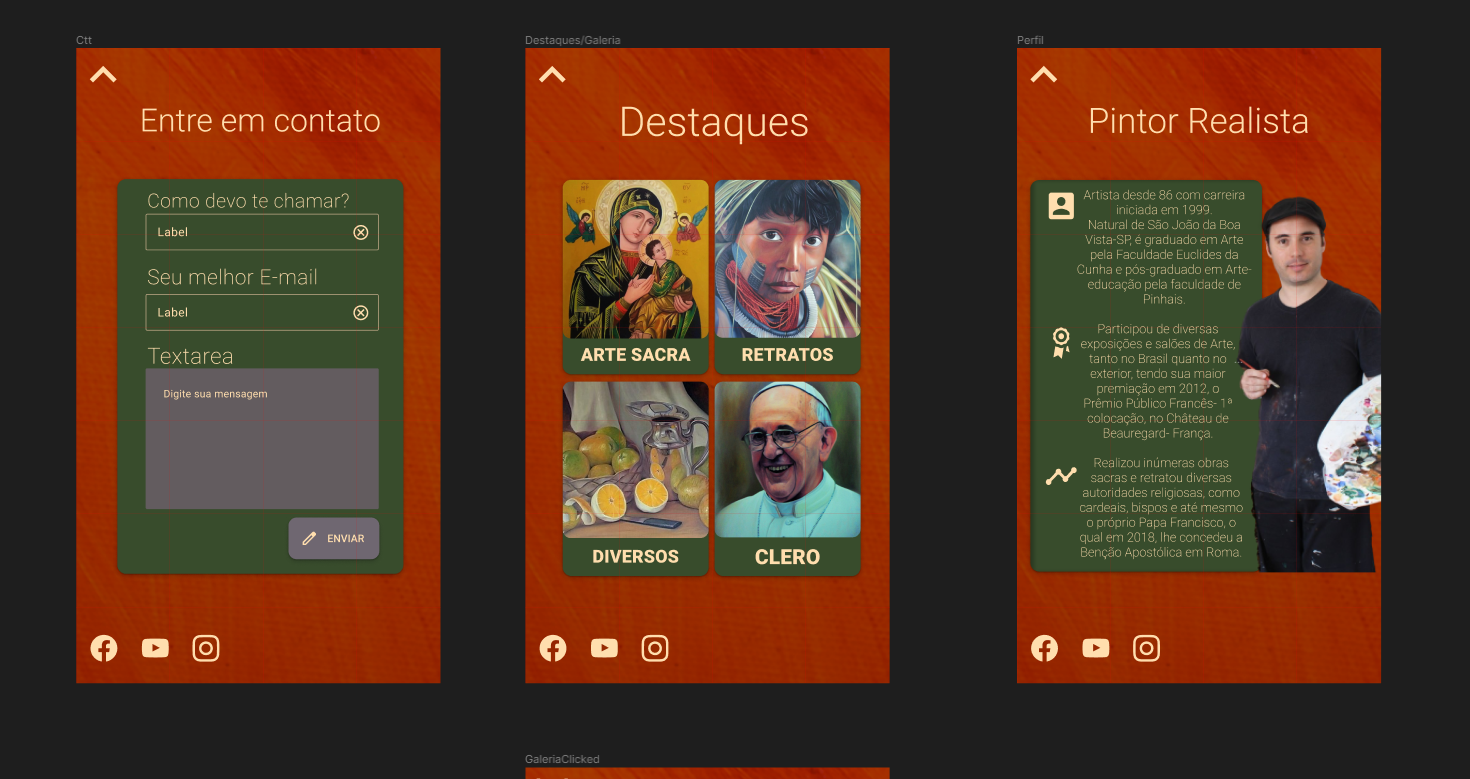 Ctt
Entre em contato
Como devo te chamar?
Label
Seu melhor E-mail
Label
Textarea
Digite sua mensagem
ENVIAR
Destaques/Galeria
Destaques
ARTE SACRA
RETRATOS
DIVERSOS
CLERO
Perfil
Pintor Realista
Artista desde 86 com carreira
iniciada em 1999.
Natural de São João da Boa
Vista-SP, é graduado em Arte
pela Faculdade Euclides da
Cunha e pós-graduado em Arte-
educação pela faculdade de
Pinhais.
Participou de diversas
exposições e salões de Arte,
tanto no Brasil quanto no
exterior, tendo sua maior
premiação em 2012, o
Prêmio Público Francês- 1ª
colocação, no Château de
Beauregard- França.
Realizou inúmeras obras
sacras e retratou diversas
autoridades religiosas, como
cardeais, bispos e até mesmo
o próprio Papa Francisco, o
qual em 2018, lhe concedeu a
Benção Apostólica em Roma.
GaleriaClicked